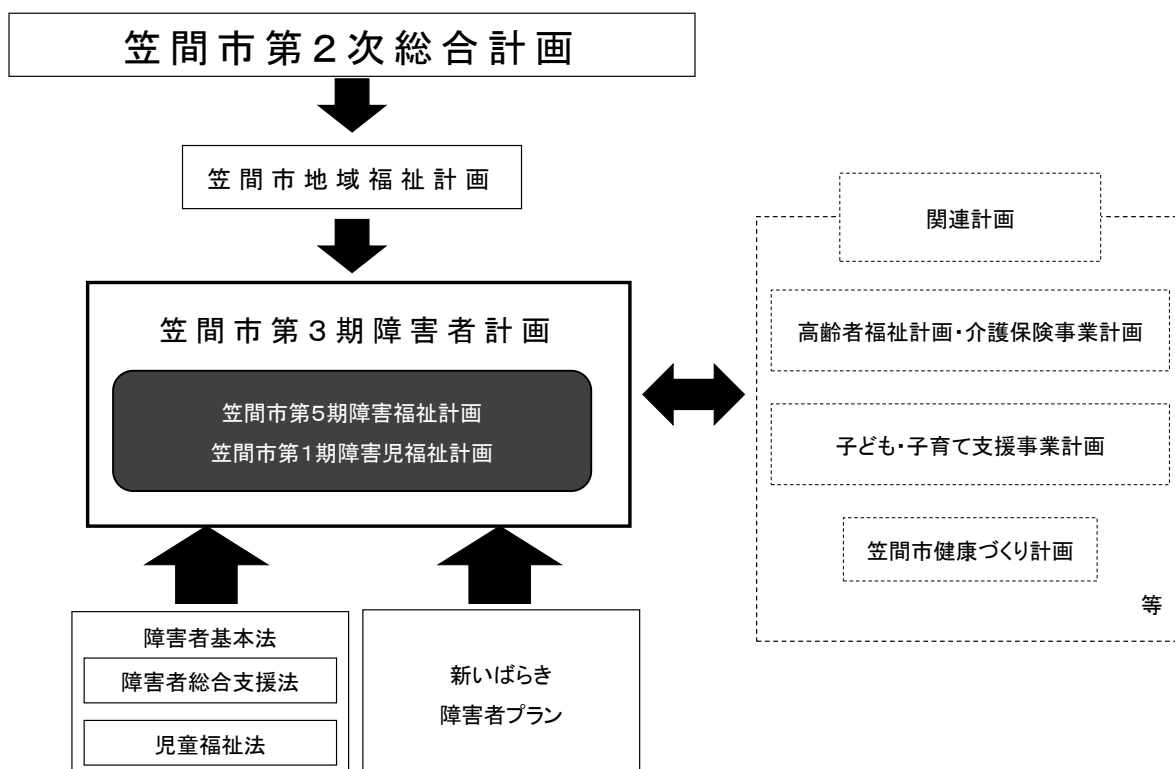 笠間市第２次総合計画
笠間市地域福祉計画
笠間市第３期障害者計画
笠間市第5期障害福祉計画
笠間市第1期障害児福祉計画
障害者基本法
障害者総合支援法
児童福祉法
新いばらき
障害者プラン
関連計画
高齢者福祉計画・介護保険事業計画
子ども・子育て支援事業計画
笠間市健康づくり計画
等